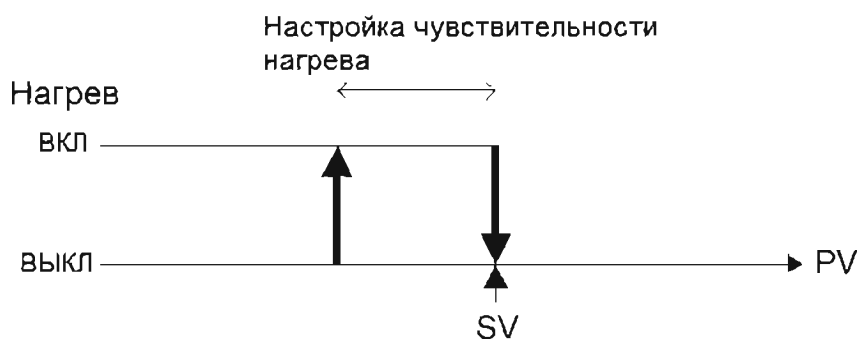 Настройка чувствительности
нагрева
Нагрев
ВКЛ
ВЫКЛ
PV
SV